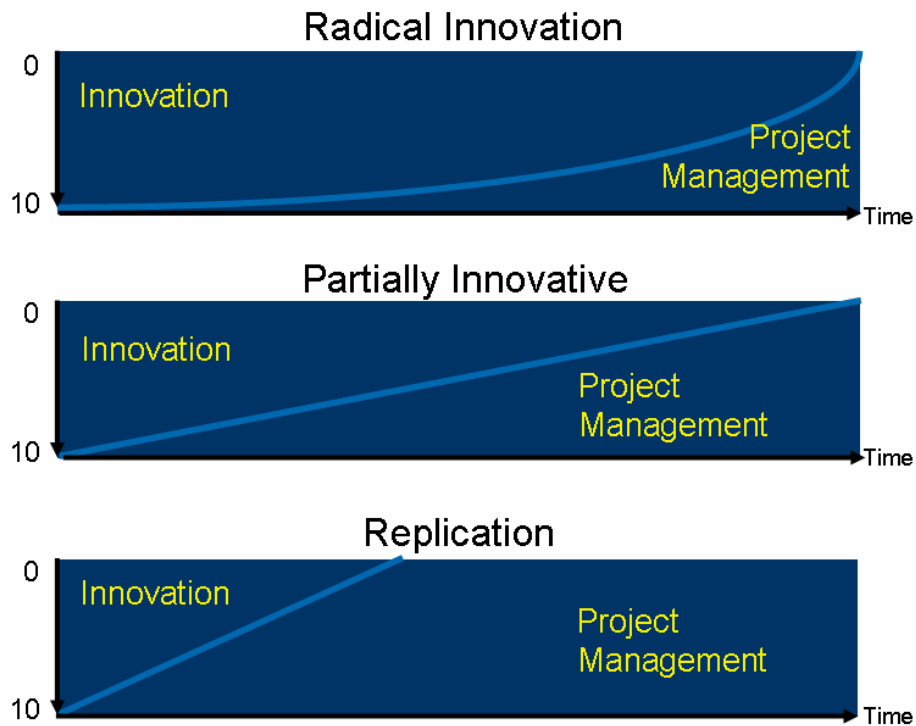 Radical Innovation
0
Innovation
Project
Management
10
Time
Partially Innovative
0
Innovation
Project
Management
10
Time
Replication
0
Innovation
Project
Management
10
Time